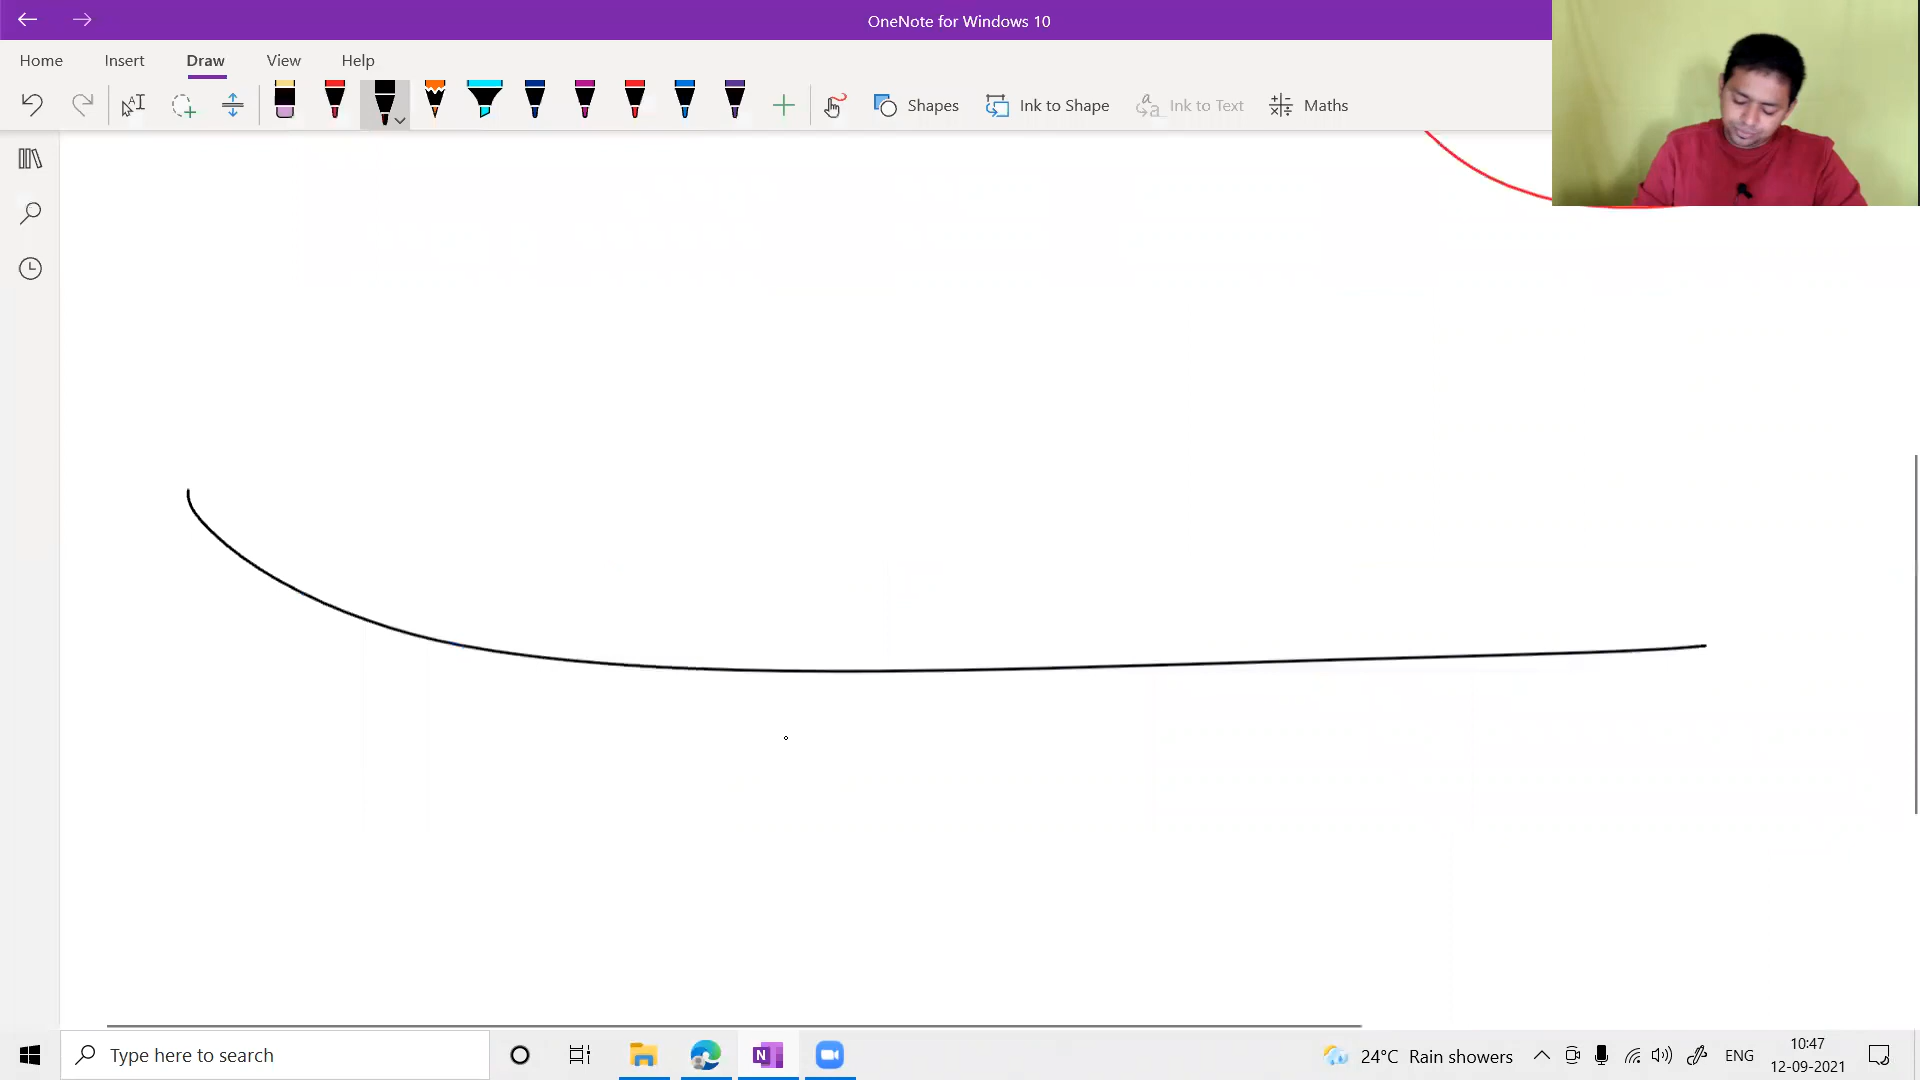 OneNote for Windows 10
Home Insert Draw View Help
Shapes Ink to Shape Ink to Text Maths
Type here to search
24°C Rain showers
ENG
10:47
12-09-2021